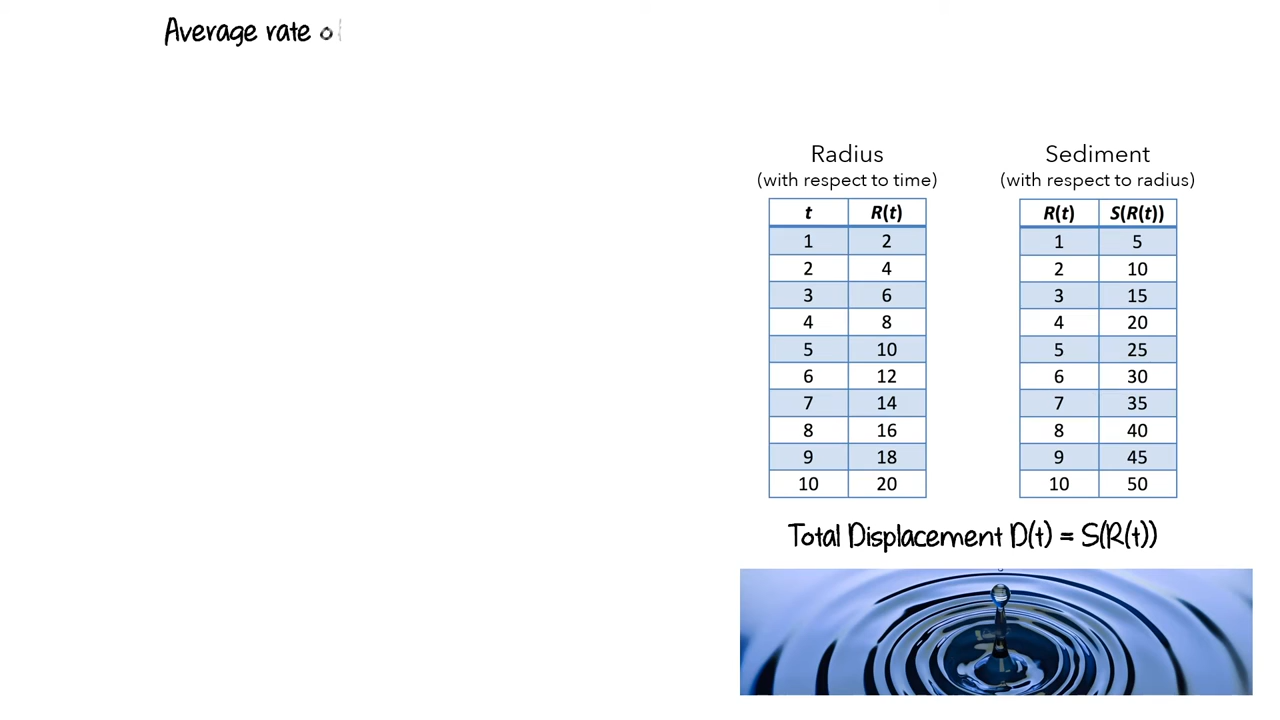 Average rate o
Radius
(with respect to time)
t R(t)
1 2
2 4
3 6
4 8
5 10
6 12
7 14
8 16
9 18
10 20
Sediment
(with respect to radius)
R(t) S(R(t))
1 5
2 10
3 15
4 20
5 25
6 30
7 35
8 40
9 45
10 50
Total Displacement D(t) = S(R(t))